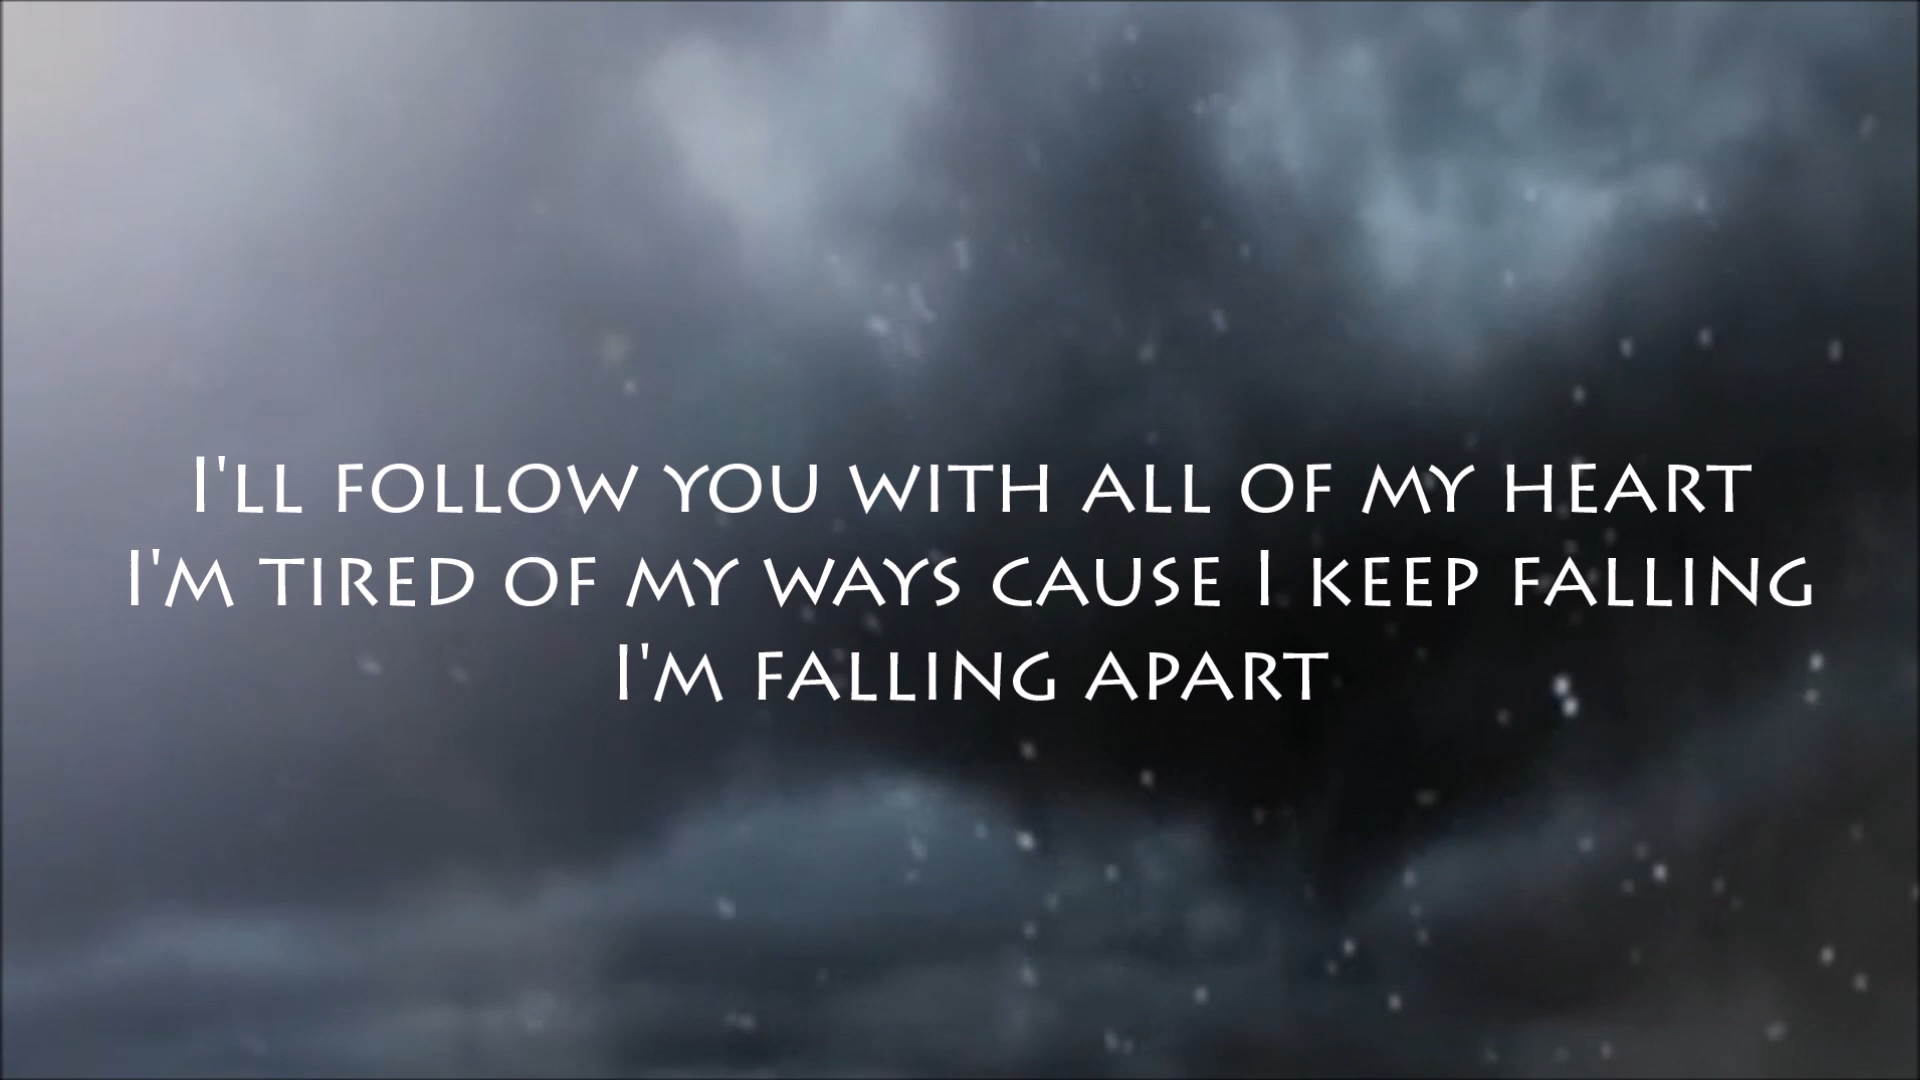 I'LL FOLLOW YOU WITH ALL OF MY HEART
I'M TIRED OF MY WAYS CAUSE I KEEP FALLING
I'M FALLING APART